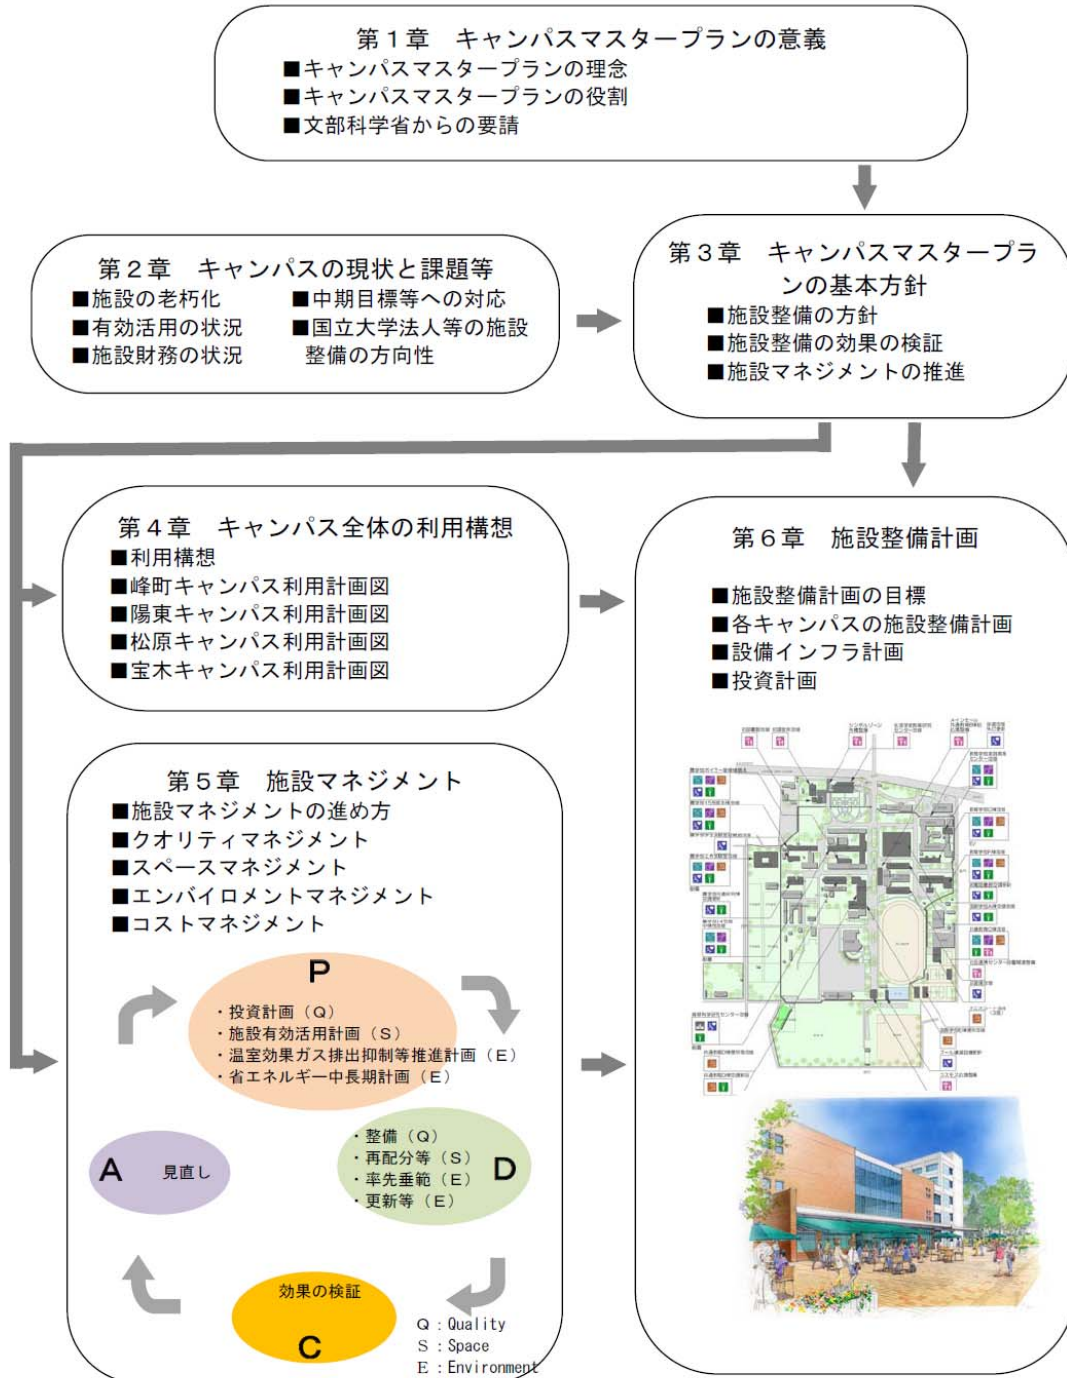 第１章　キャンパスマスタープランの意義
■キャンパスマスタープランの理念
■キャンパスマスタープランの役割
■文部科学省からの要請
第２章　キャンパスの現状と課題等
■施設の老朽化
■有効活用の状況
■施設財務の状況
■中期目標等への対応
■国立大学法人等の施設
整備の方向性
第３章　キャンパスマスタープラ
ンの基本方針
■施設整備の方針
■施設整備の効果の検証
■施設マネジメントの推進
第４章　キャンパス全体の利用構想
■利用構想
■峰町キャンパス利用計画図
■陽東キャンパス利用計画図
■松原キャンパス利用計画図
■宝木キャンパス利用計画図
第５章　施設マネジメント
■施設マネジメントの進め方
■クオリティマネジメント
■スペースマネジメント
■エンバイロメントマネジメント
■コストマネジメント
P
・投資計画（Ｑ）
・施設有効活用計画（Ｓ）
・温室効果ガス排出抑制等推進計画（Ｅ）
・省エネルギー中長期計画（Ｅ）
・整備（Ｑ）
・再配分等（Ｓ）
・率先垂範（Ｅ）
・更新等（Ｅ）
D
A　見直し
効果の検証
C
Ｑ：Quality
Ｓ：Space
Ｅ：Environment
第６章　施設整備計画
■施設整備計画の目標
■各キャンパスの施設整備計画
■設備インフラ計画
■投資計画